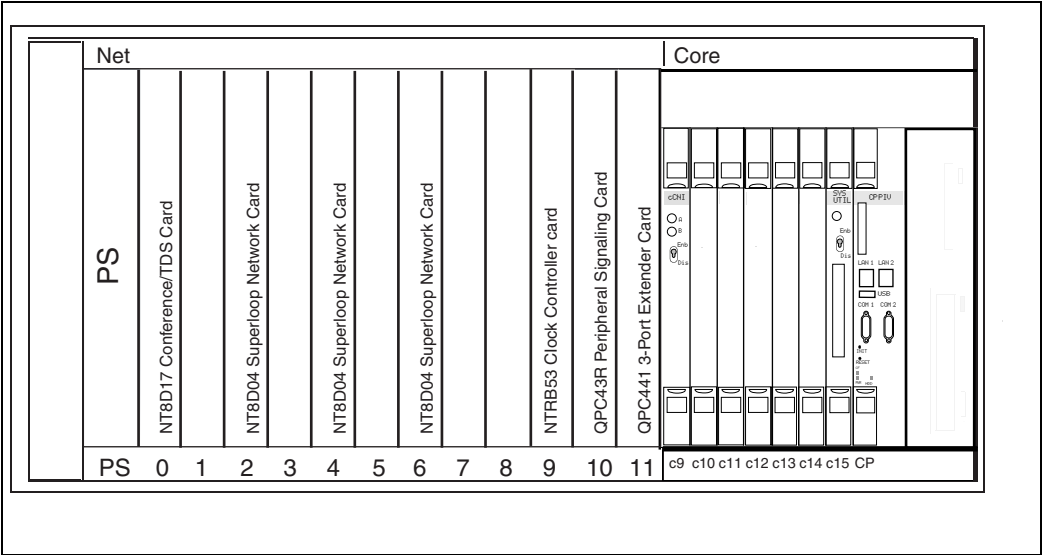 Net
Core
PS
NT8D17 Conference/TDS Card
NT8D04 Superloop Network Card
NT8D04 Superloop Network Card
NT8D04 Superloop Network Card
NTRB53 Clock Controller card
QPC43R Peripheral Signaling Card
QPC441 3-Port Extender Card
cCNI
A
B
Enb
Dis
SYS UTIL
Enb
Dis
CPPIV
LAN 1 LAN 2
USB
COM 1 COM 2
INIT
RESET
PS 0 1 2 3 4 5 6 7 8 9 10 11
c9 c10 c11 c12 c13 c14 c15 CP